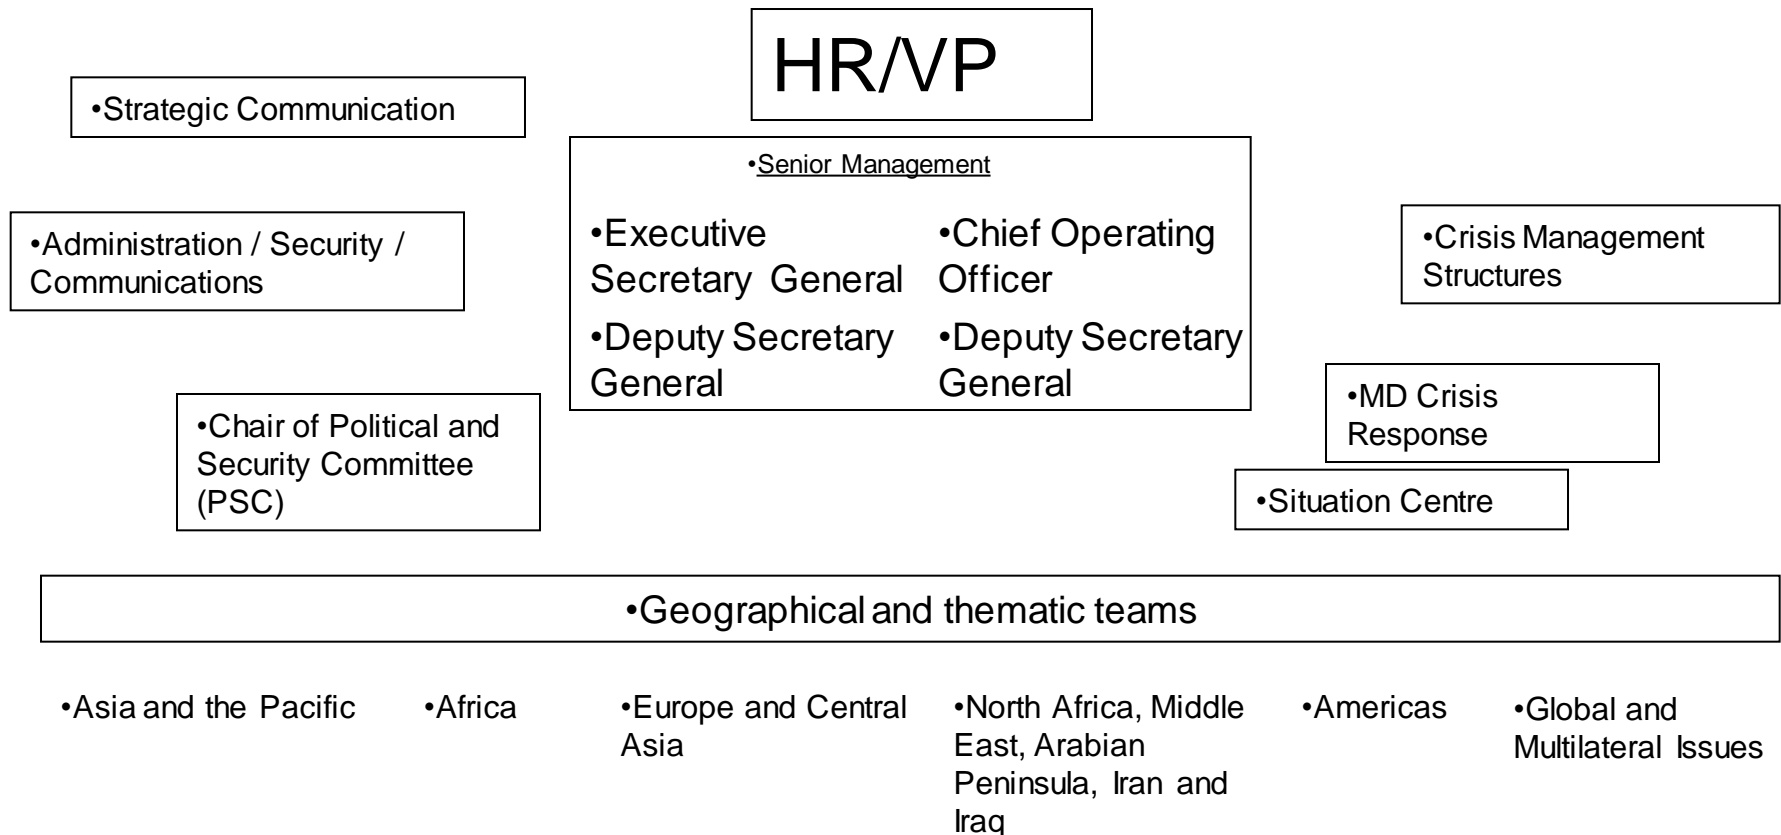 HR/VP
•Strategic Communication
•Senior Management
•Executive
Secretary General
•Chief Operating
Officer
•Deputy Secretary
General
•Deputy Secretary
General
•Administration / Security /
Communications
•Crisis Management
Structures
•Chair of Political and
Security Committee
(PSC)
•MD Crisis
Response
•Situation Centre
•Geographical and thematic teams
•Asia and the Pacific
•Africa
•Europe and Central
Asia
•North Africa, Middle
East, Arabian
Peninsula, Iran and
Iraq
•Americas
•Global and
Multilateral Issues